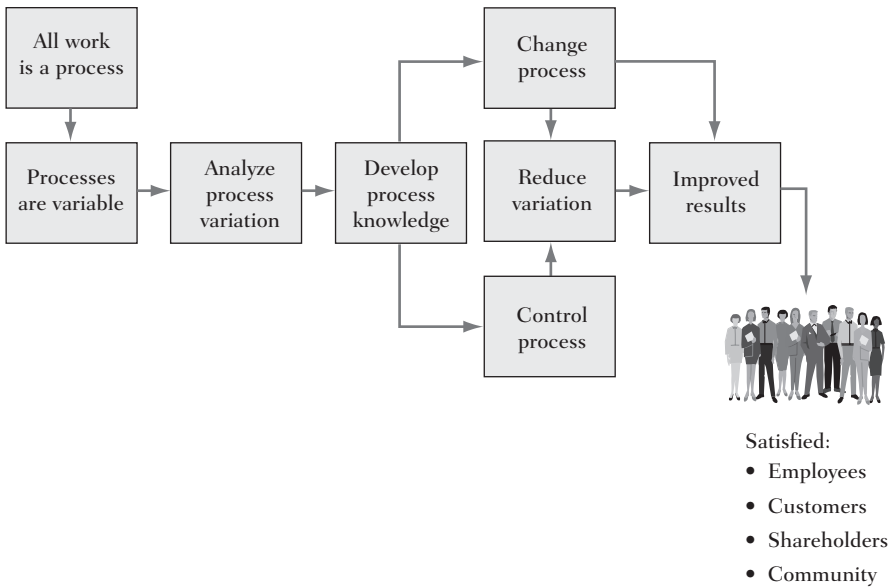 All work
is a process
Processes
are variable
Analyze
process
variation
Develop
process
knowledge
Change
process
Reduce
variation
Control
process
Improved
results
Satisfied:
• Employees
• Customers
• Shareholders
• Community